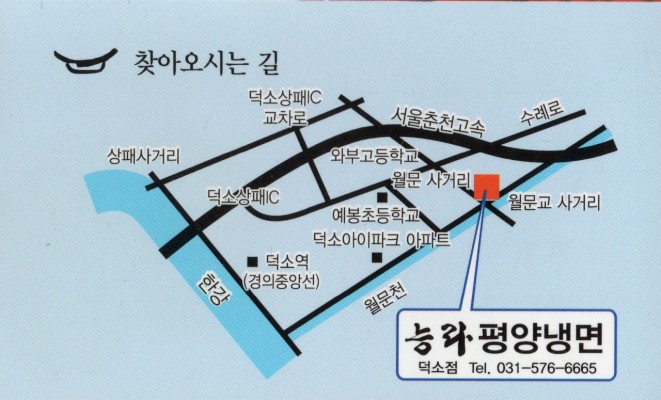 찾아오시는 길
덕소상패IC
교차로
서울춘천고속
수례로
상패사거리
와부고등학교
월문 사거리
덕소상패IC
예봉초등학교
월문교 사거리
덕소아이파크 아파트
덕소역
(경의중앙선)
한강
월문천
능라 평양냉면
덕소점 Tel. 031-576-6665